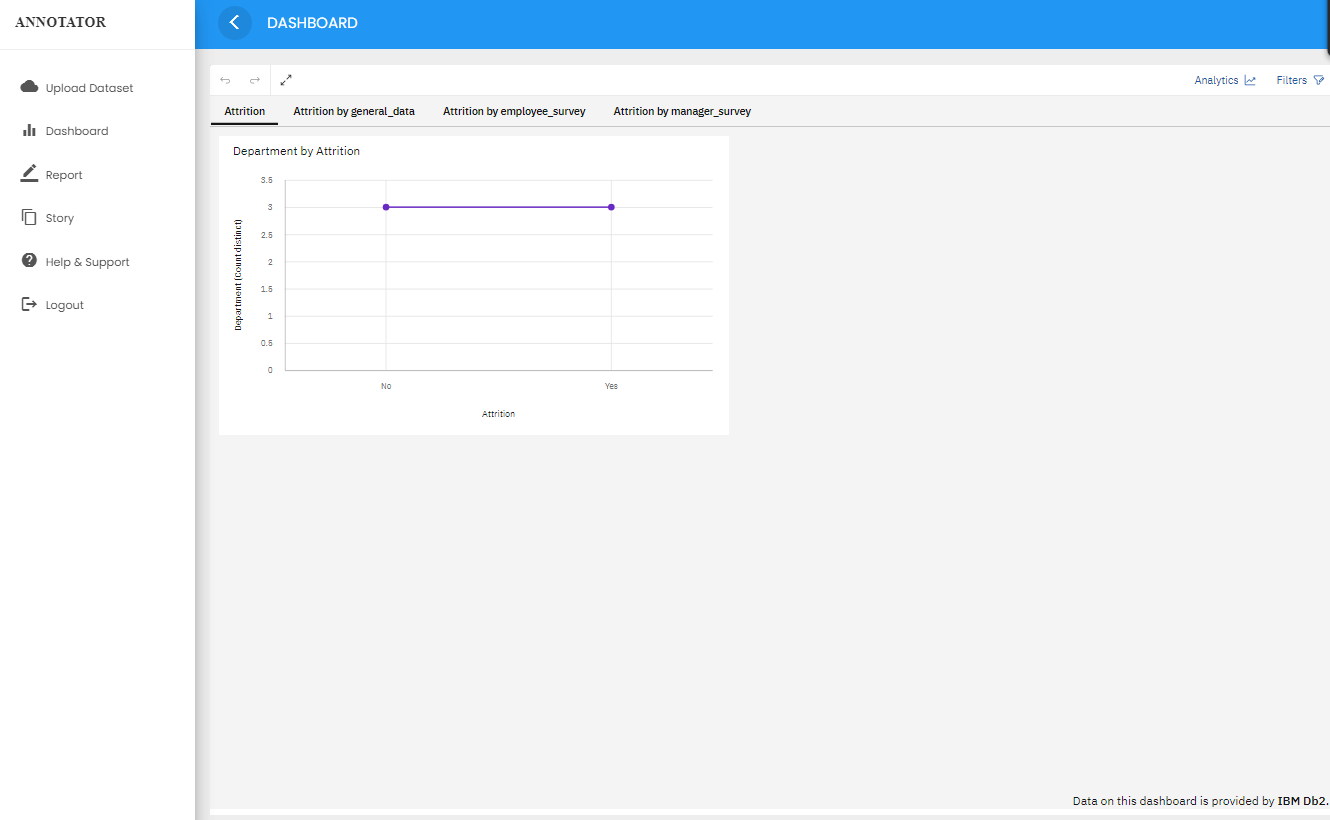 ANNOTATOR
DASHBOARD
Upload Dataset
Dashboard
Report
Story
Help & Support
Logout
Analytics
Filters
Attrition
Attrition by general_data
Attrition by employee_survey
Attrition by manager_survey
Department by Attrition
Department (Count distinct)
3.5
3
2.5
2
1.5
1
0.5
0
No
Yes
Attrition
Data on this dashboard is provided by IBM Db2.